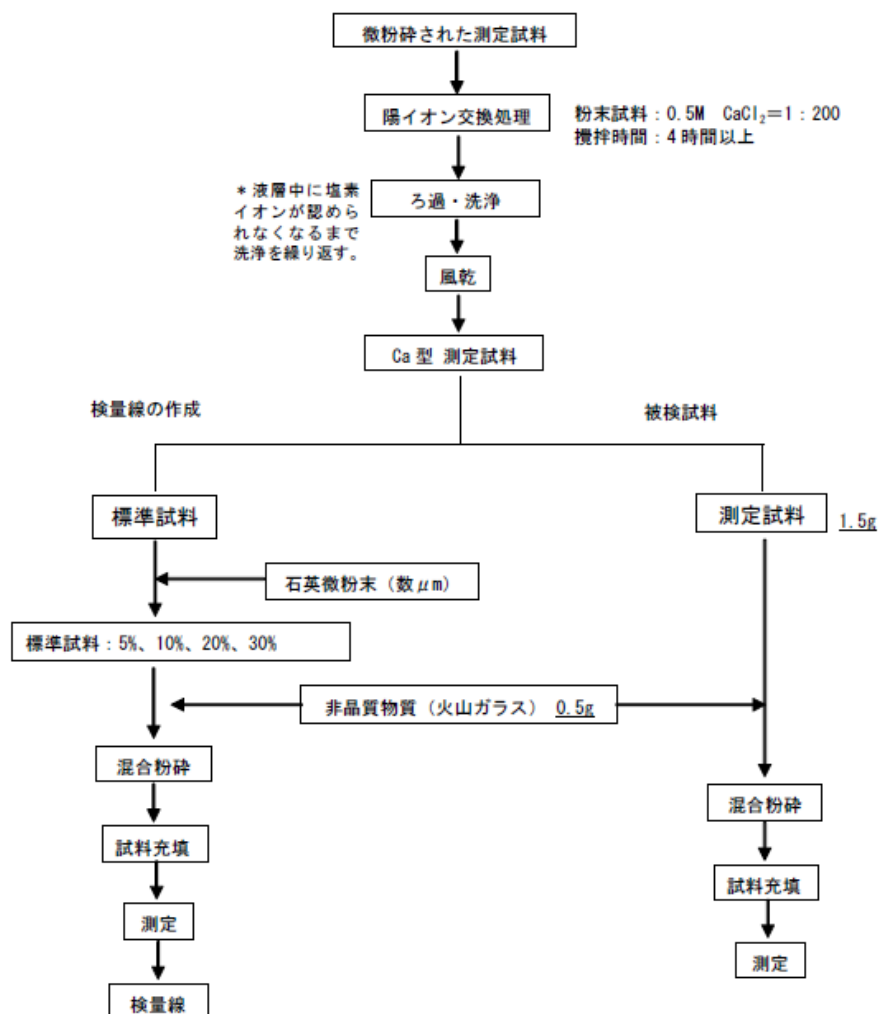 微粉砕された測定試料
陽イオン交換処理
粉末試料：0.5M CaCl₂＝1：200
攪拌時間：4時間以上
ろ過・洗浄
＊液層中に塩素
イオンが認めら
れなくなるまで
洗浄を繰り返す。
風乾
Ca型 測定試料
検量線の作成
被検試料
標準試料
測定試料
1.5g
石英微粉末（数μm）
標準試料：5%、10%、20%、30%
非晶質物質（火山ガラス） 0.5g
混合粉砕
混合粉砕
試料充填
試料充填
測定
測定
検量線